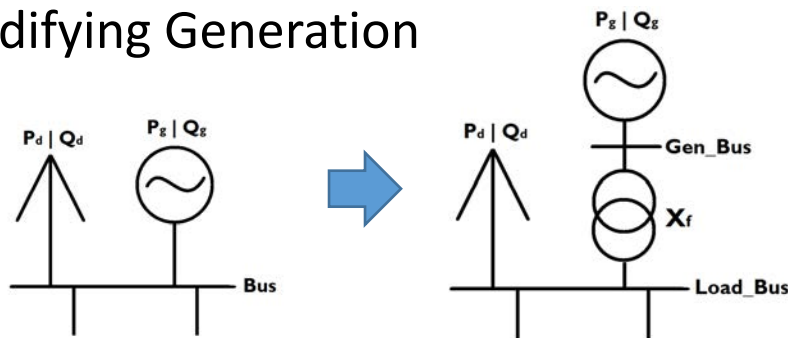 difying Generation
Pd | Qd
Pg | Qg
Bus
Pg | Qg
Pd | Qd
Gen_Bus
Xf
Load_Bus